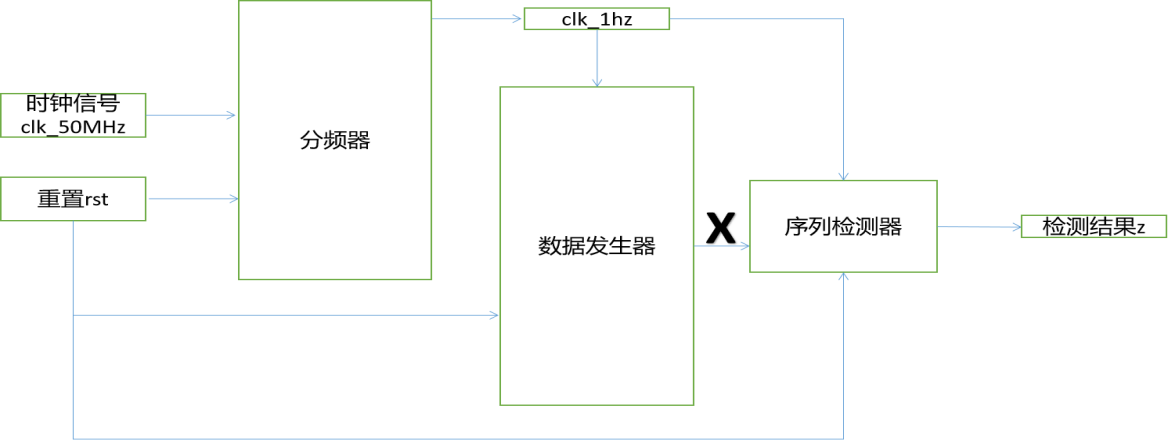 clk_1hz
时钟信号
clk_50MHz
分频器
重置rst
数据发生器
X
序列检测器
检测结果z